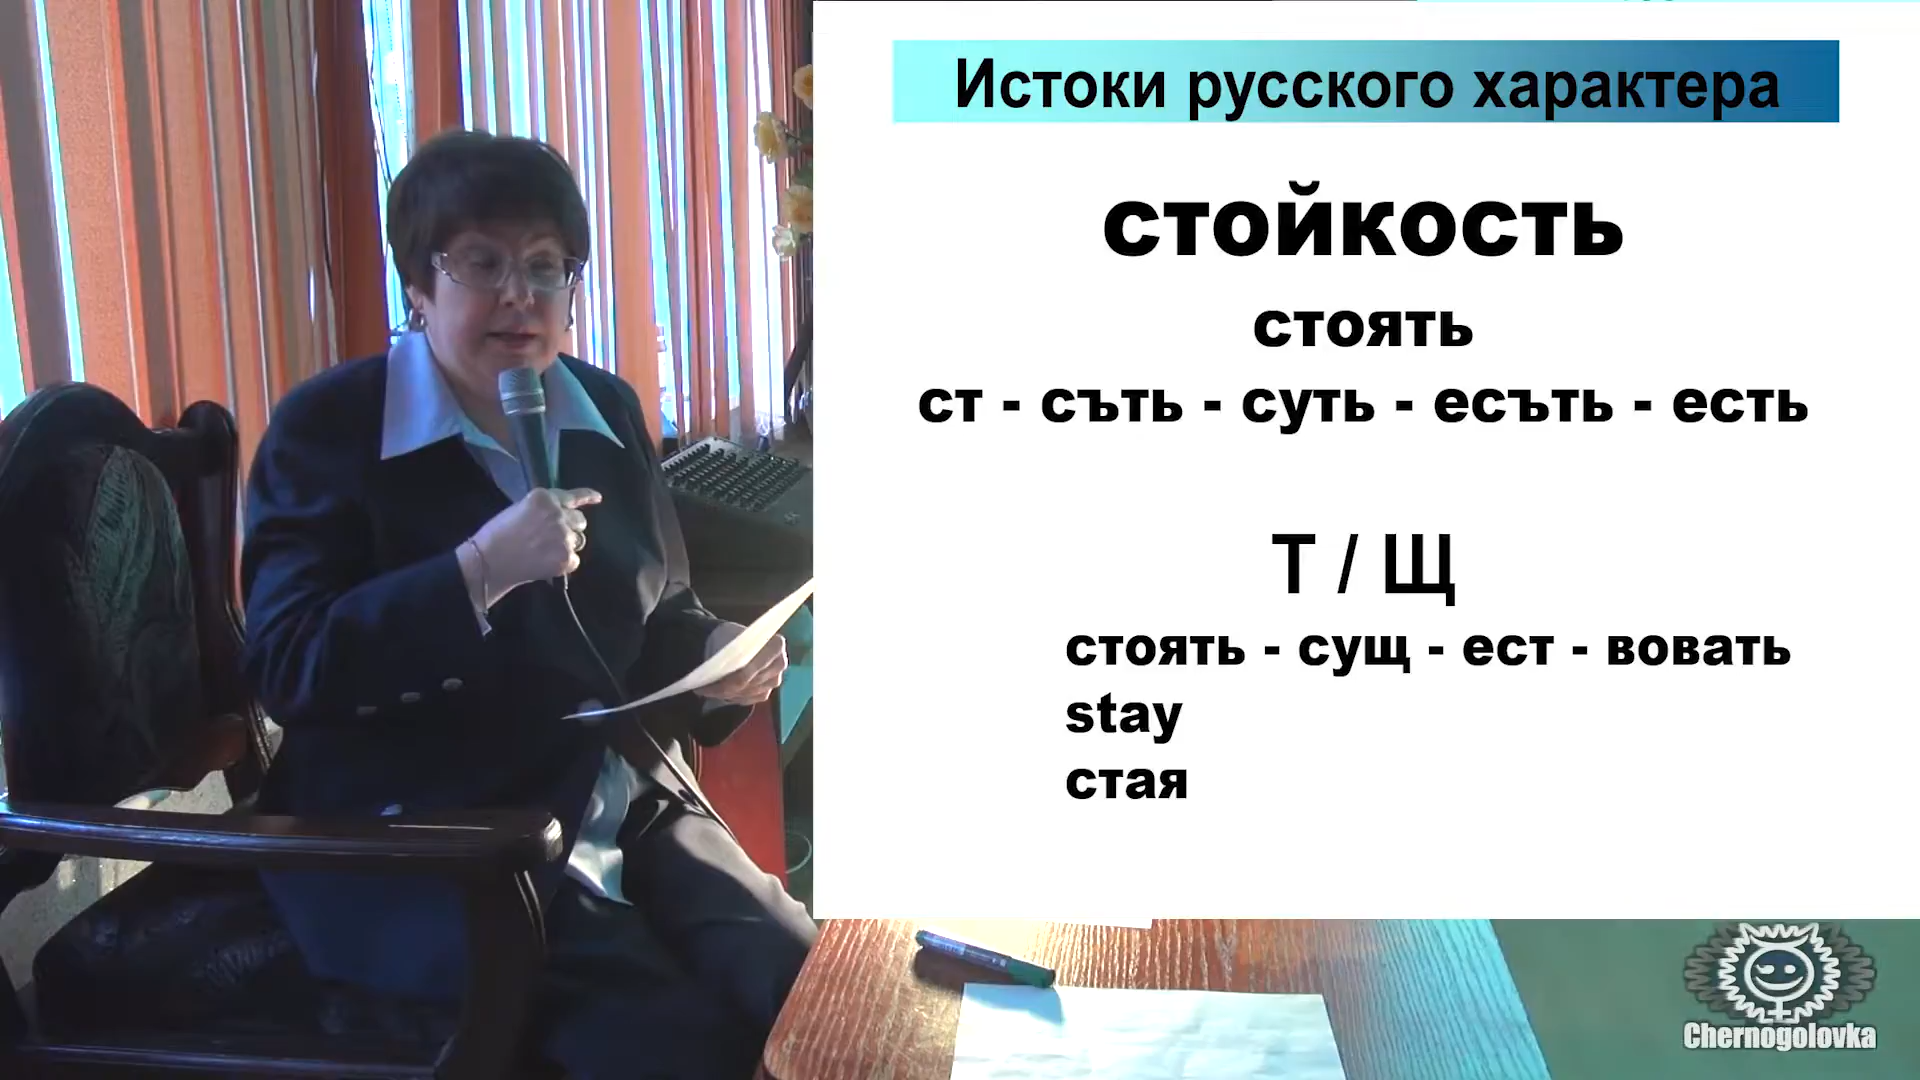 Истоки русского характера
стойкость
стоять
ст - съть - суть - есъть - есть
Т / Щ
стоять - сущ - ест - вовать
stay
стая
Chernogolovka